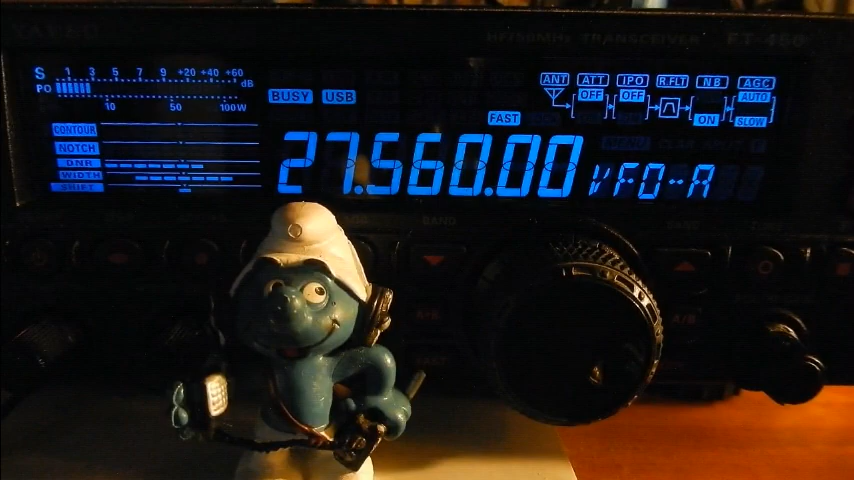 YAESU HF/50MHz TRANSCEIVER FT-450
S 1 3 5 7 9 +20 +40 +60 dB
PO
10 50 100W
BUSY USB
ANT ATT IPO R.FLT NB AGC
OFF OFF AUTO
ON SLOW
FAST
CONTOUR
NOTCH
DNR
WIDTH
SHIFT
27.560.00 VFO-A
BAND
A/B